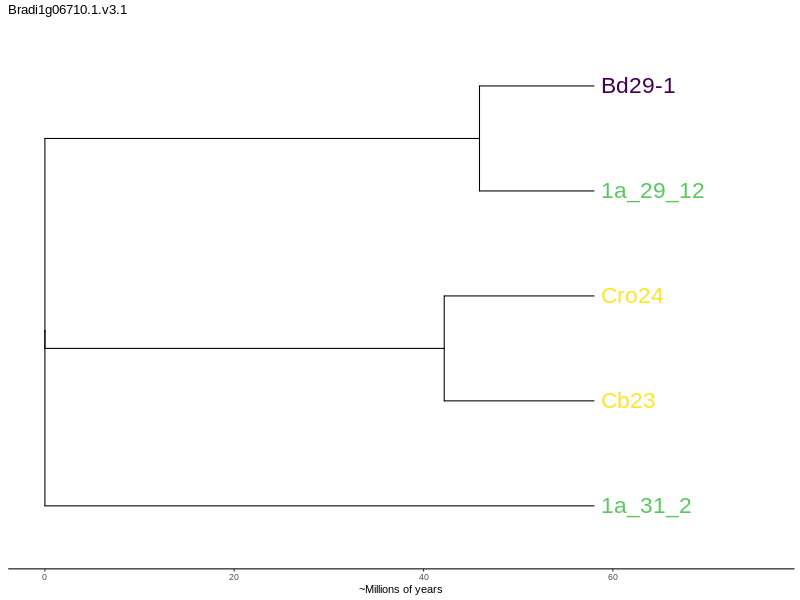 Bradi1g06710.1.v3.1
Bd29-1
1a_29_12
Cro24
Cb23
1a_31_2
0 20 40 60
~Millions of years